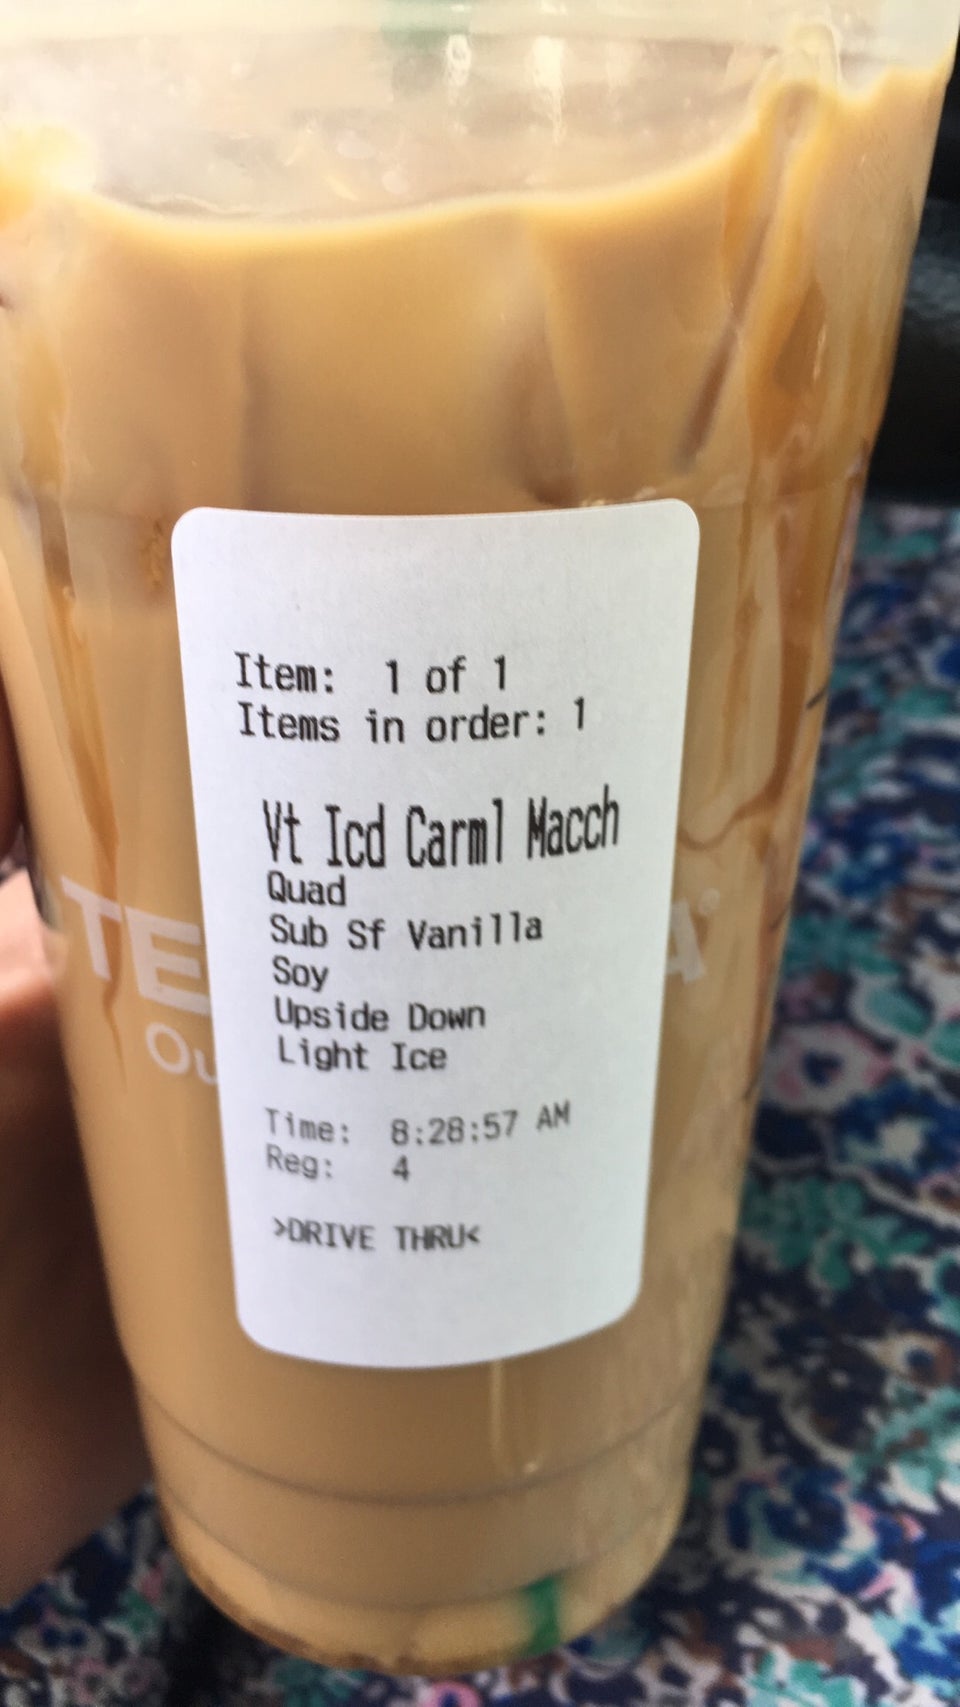 Item: 1 of 1
Items in order: 1
Vt Icd Carml Macch
Quad
Sub Sf Vanilla
Soy
Upside Down
Light Ice
Time: 8:28:57 AM
Reg: 4
>DRIVE THRU<